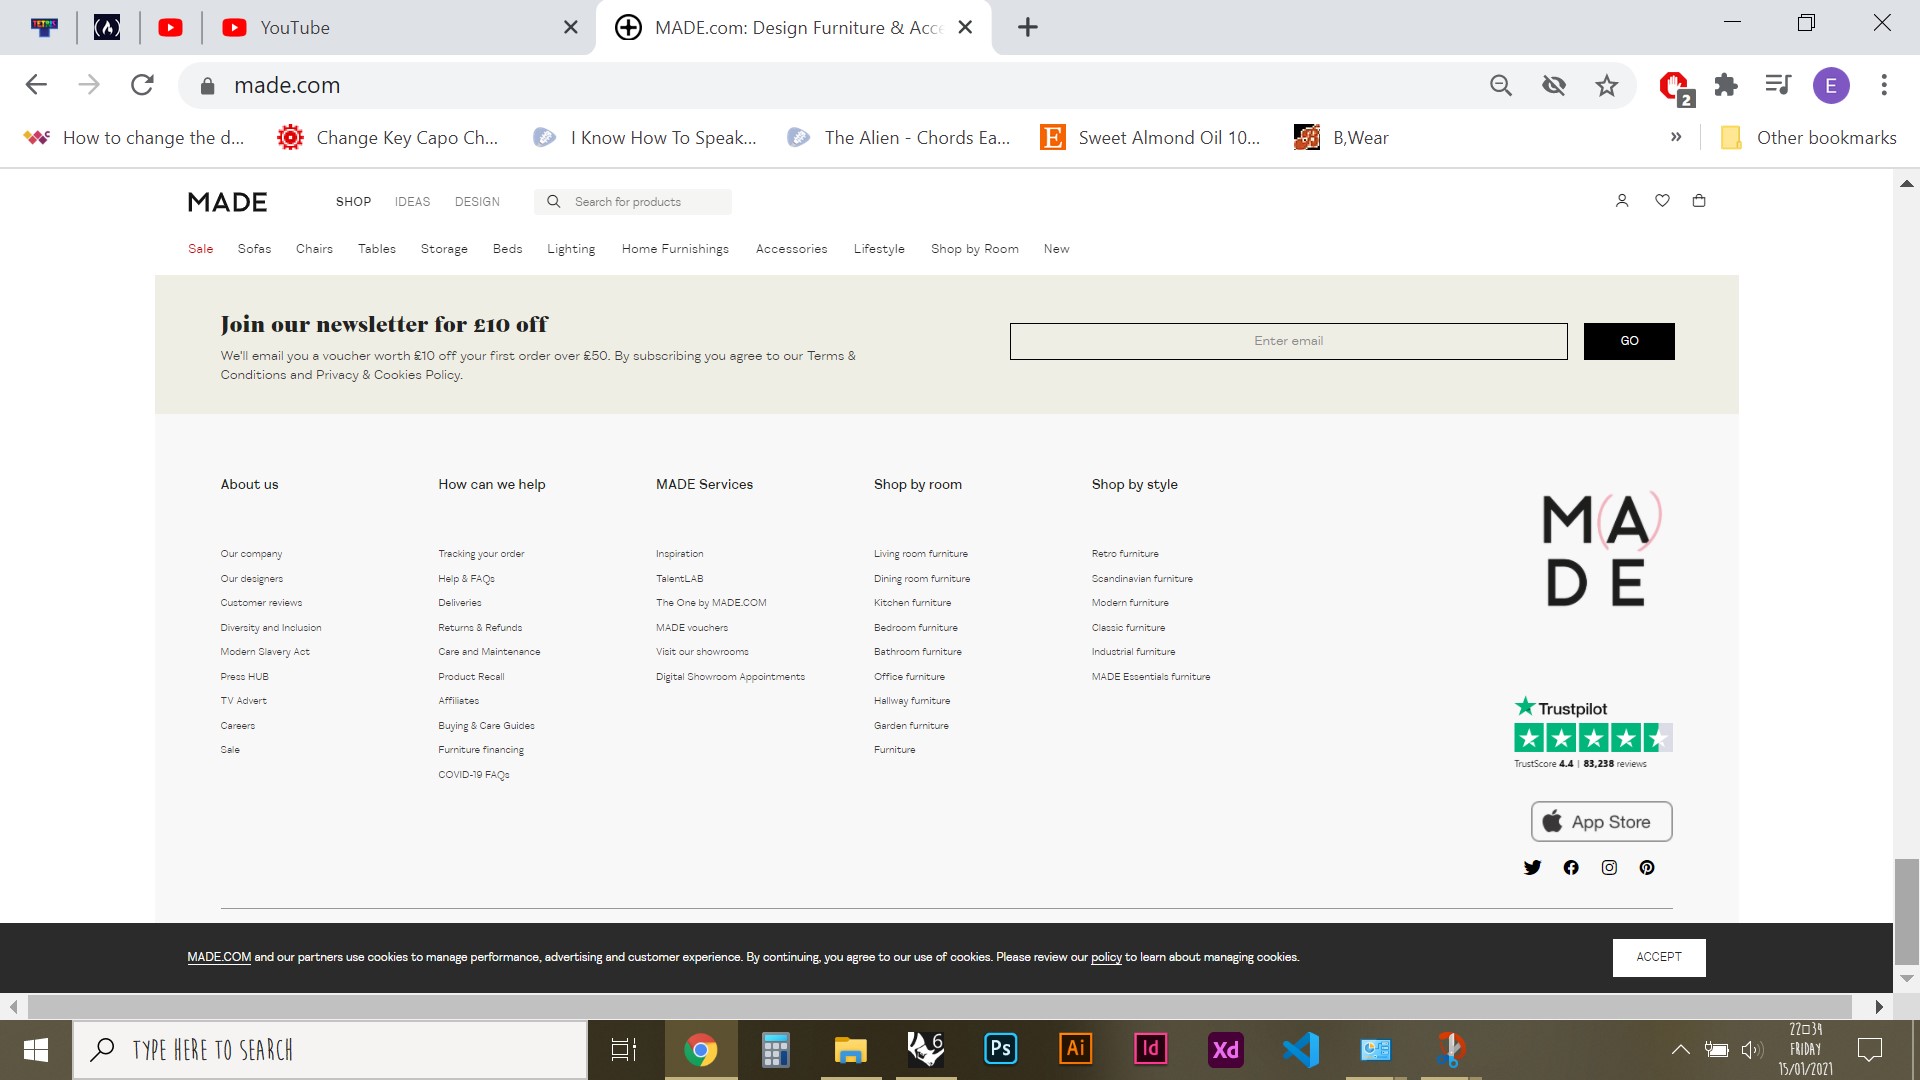 YouTube
MADE.com: Design Furniture & Acce
made.com
2
E
How to change the d...
Change Key Capo Ch...
I Know How To Speak...
The Alien - Chords Ea...
Sweet Almond Oil 10...
B,Wear
»
Other bookmarks
MADE
SHOP
IDEAS
DESIGN
Search for products
Sale
Sofas
Chairs
Tables
Storage
Beds
Lighting
Home Furnishings
Accessories
Lifestyle
Shop by Room
New
Join our newsletter for £10 off
We'll email you a voucher worth £10 off your first order over £50. By subscribing you agree to our Terms &
Conditions and Privacy & Cookies Policy.
Enter email
GO
About us
Our company
Our designers
Customer reviews
Diversity and Inclusion
Modern Slavery Act
Press HUB
TV Advert
Careers
Sale
How can we help
Tracking your order
Help & FAQs
Deliveries
Returns & Refunds
Care and Maintenance
Product Recall
Affiliates
Buying & Care Guides
Furniture financing
COVID-19 FAQs
MADE Services
Inspiration
TalentLAB
The One by MADE.COM
MADE vouchers
Visit our showrooms
Digital Showroom Appointments
Shop by room
Living room furniture
Dining room furniture
Kitchen furniture
Bedroom furniture
Bathroom furniture
Office furniture
Hallway furniture
Garden furniture
Furniture
Shop by style
Retro furniture
Scandinavian furniture
Modern furniture
Classic furniture
Industrial furniture
MADE Essentials furniture
M(A)
DE
Trustpilot
TrustScore 4.4 | 83,238 reviews
App Store
MADE.COM and our partners use cookies to manage performance, advertising and customer experience. By continuing, you agree to our use of cookies. Please review our policy to learn about managing cookies.
ACCEPT
TYPE HERE TO SEARCH
6
Ps
Ai
Id
Xd
22□34
FRIDAY
15/01/2021